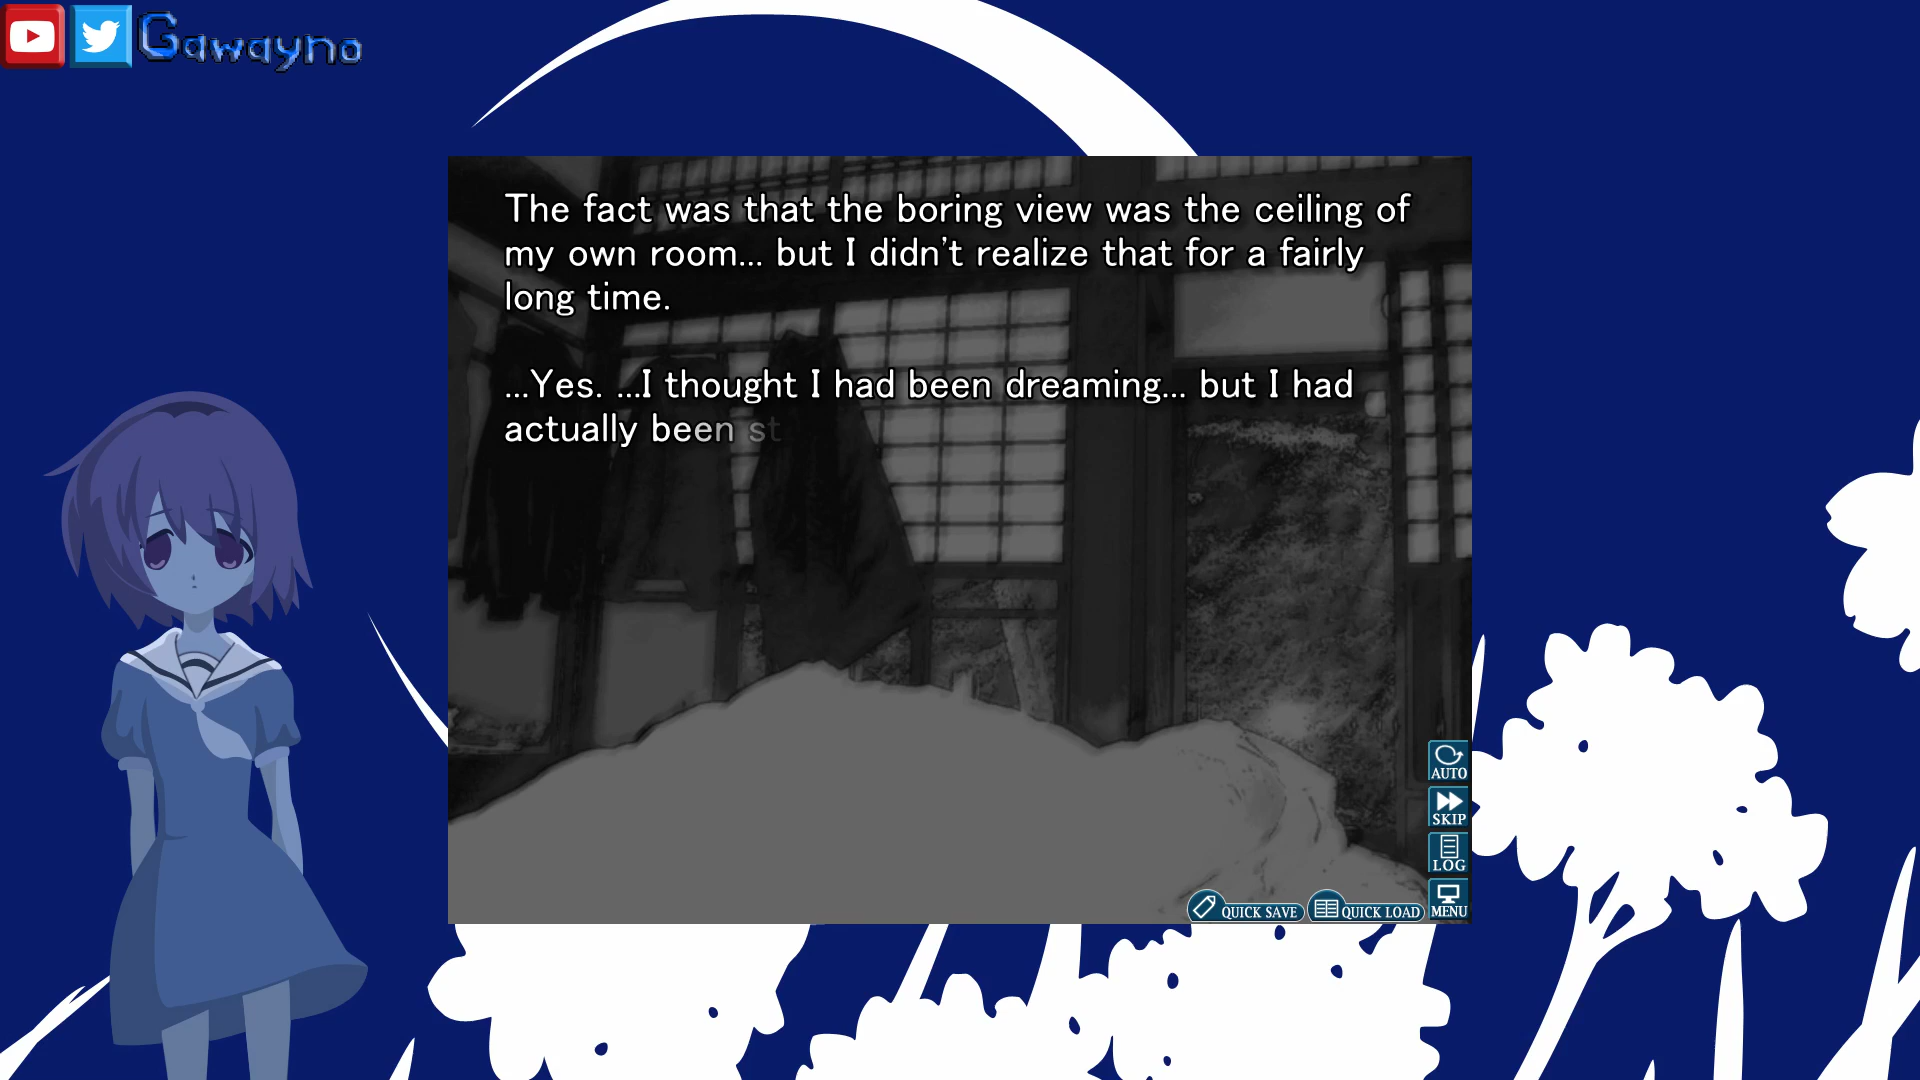 Gawayno
The fact was that the boring view was the ceiling of
my own room... but I didn't realize that for a fairly
long time.
...Yes. ...I thought I had been dreaming... but I had
actually been st
AUTO
SKIP
LOG
MENU
QUICK SAVE
QUICK LOAD